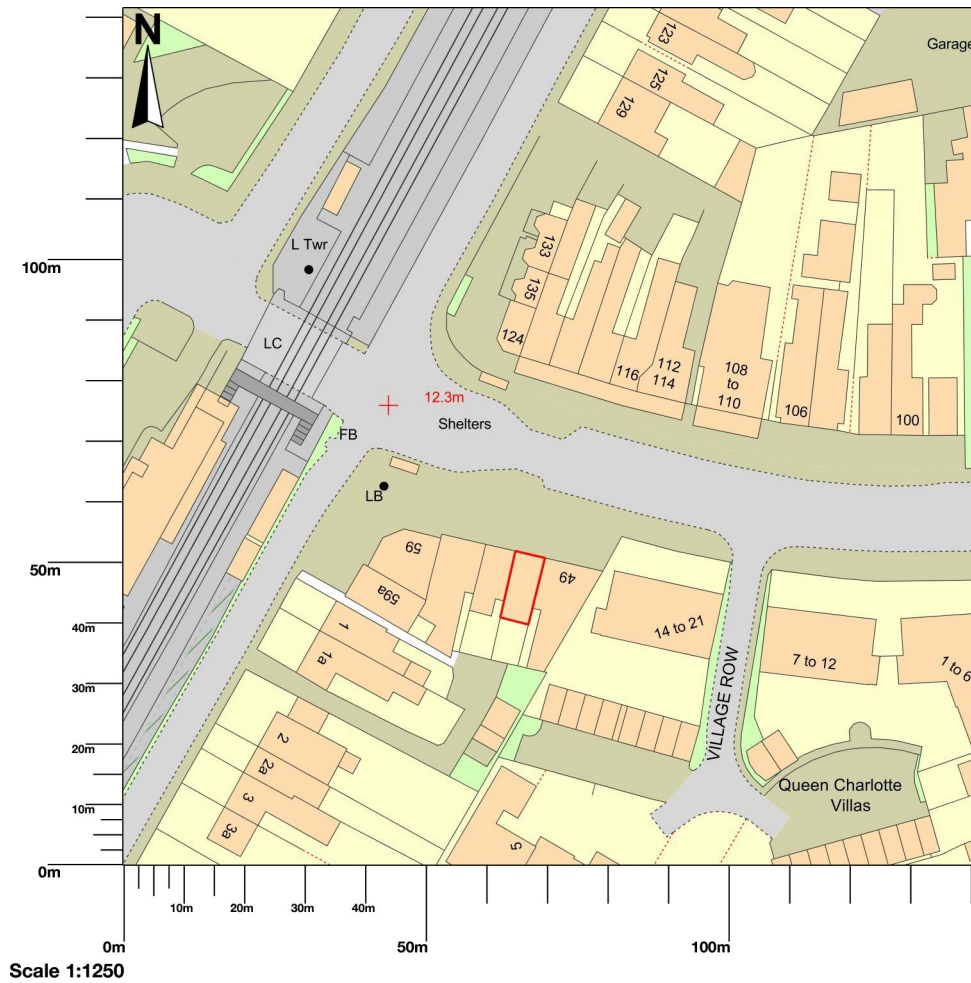 N
123
125
129
Garage
100m
L Twr
133
135
124
LC
116
112
114
108
to
110
106
100
12.3m
Shelters
FB
LB
50m
59
49
59a
40m
14 to 21
1
7 to 12
1 to 6
1a
30m
VILLAGE ROW
2
20m
2a
Queen Charlotte
Villas
3
10m
3a
5
0m
10m
20m
30m
40m
0m
50m
100m
Scale 1:1250